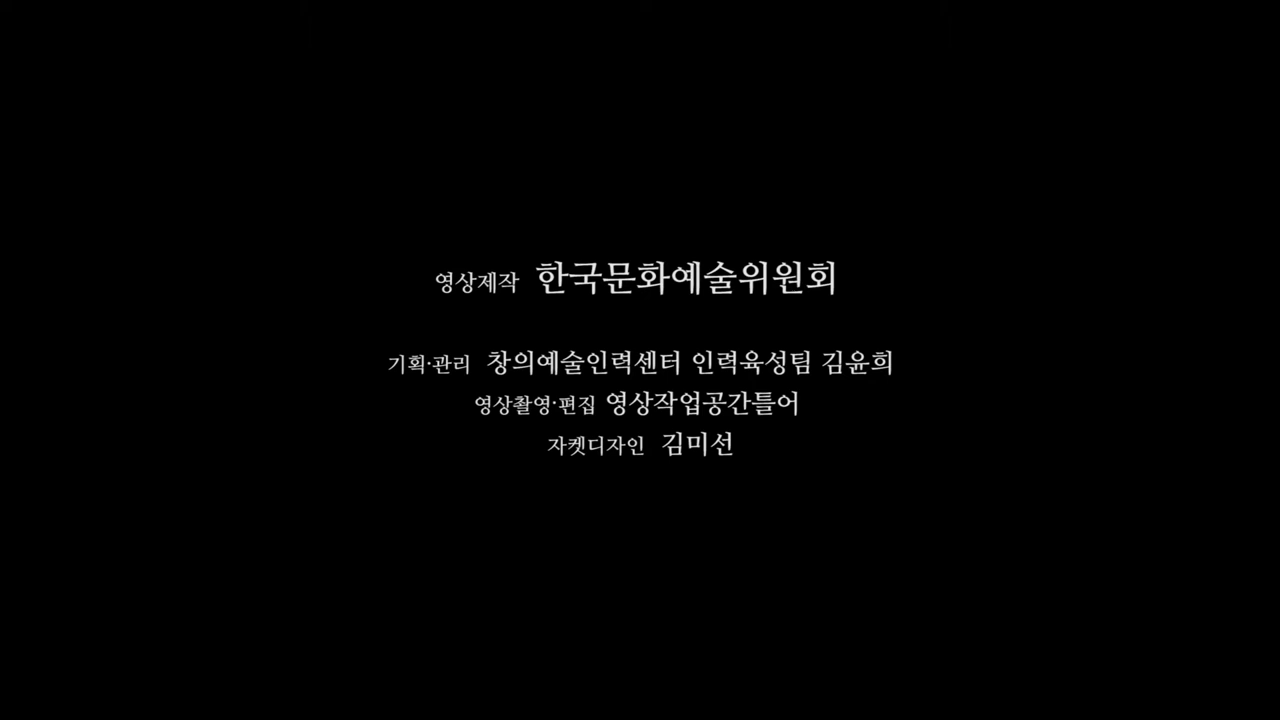 영상제작 한국문화예술위원회
기획·관리 창의예술인력센터 인력육성팀 김윤희
영상촬영·편집 영상작업공간틀어
자켓디자인 김미선